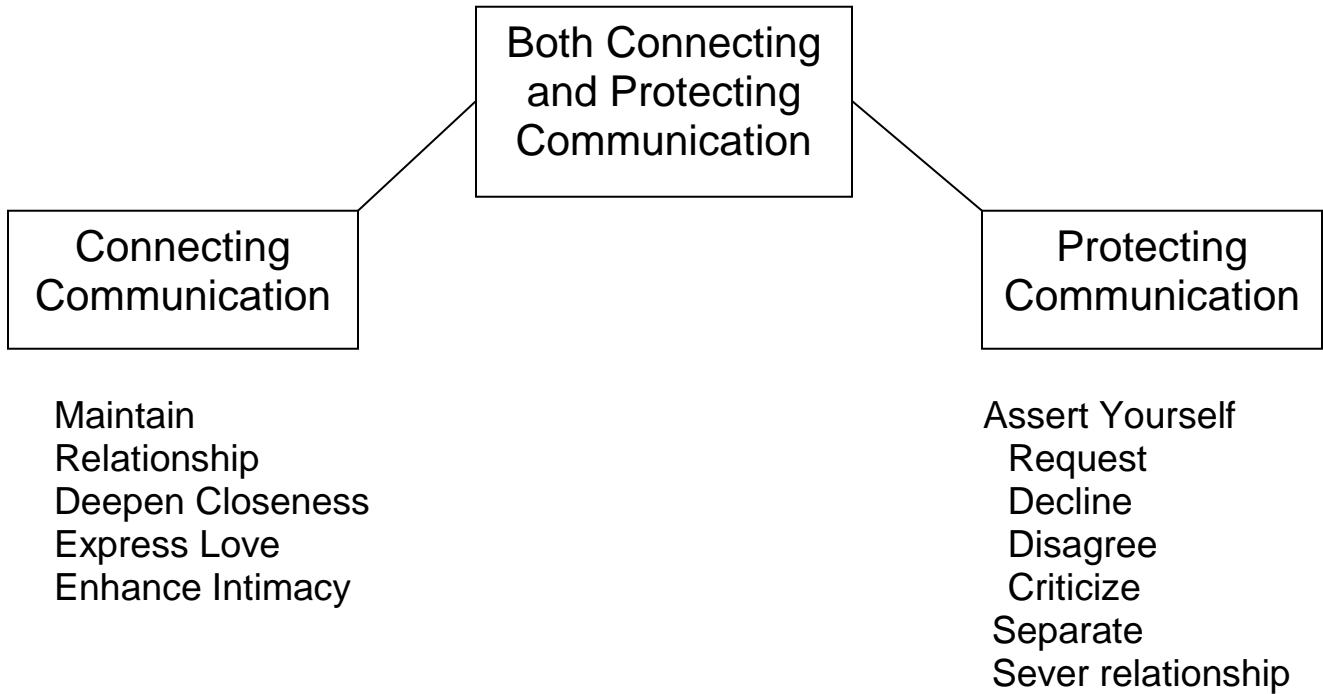 Both Connecting
and Protecting
Communication
Connecting
Communication
Protecting
Communication
Maintain
Relationship
Deepen Closeness
Express Love
Enhance Intimacy
Assert Yourself
Request
Decline
Disagree
Criticize
Separate
Sever relationship